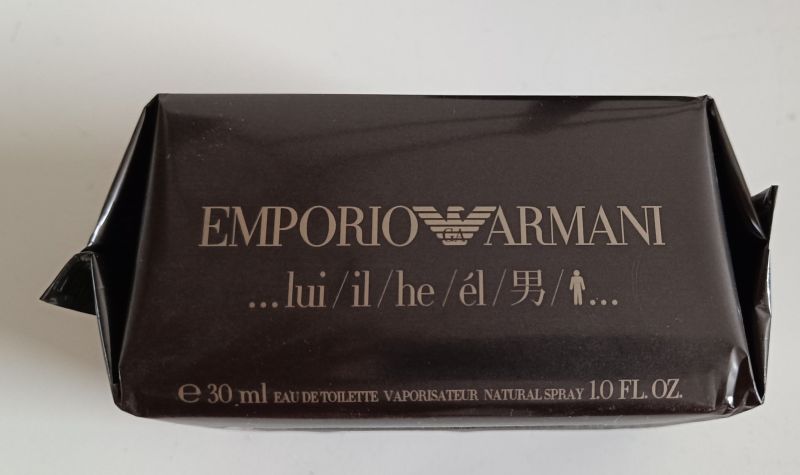 EMPORIO GA ARMANI
...lui/il/he/él/男/...
℮ 30 ml EAU DE TOILETTE VAPORISATEUR NATURAL SPRAY 1.0 FL. OZ.